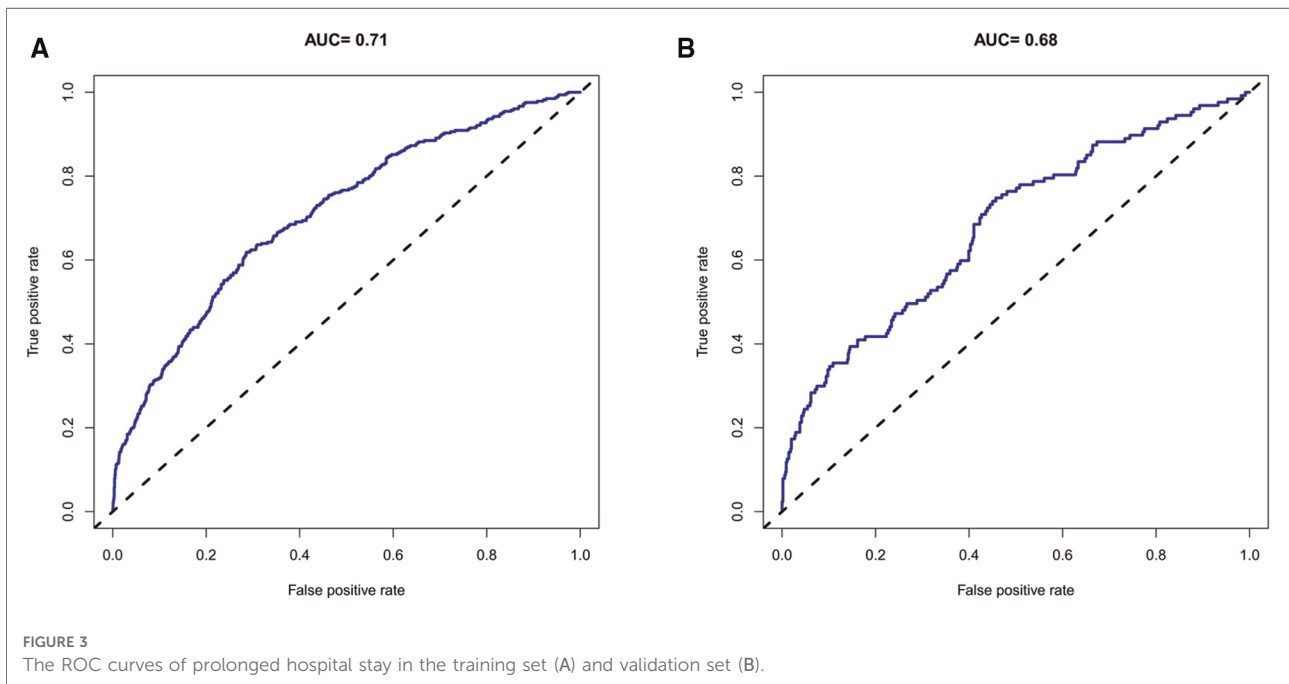 A
AUC= 0.71
True positive rate
1.0
0.8
0.6
0.4
0.2
0.0
0.0 0.2 0.4 0.6 0.8 1.0
False positive rate
B
AUC= 0.68
True positive rate
1.0
0.8
0.6
0.4
0.2
0.0
0.0 0.2 0.4 0.6 0.8 1.0
False positive rate
FIGURE 3
The ROC curves of prolonged hospital stay in the training set (A) and validation set (B).